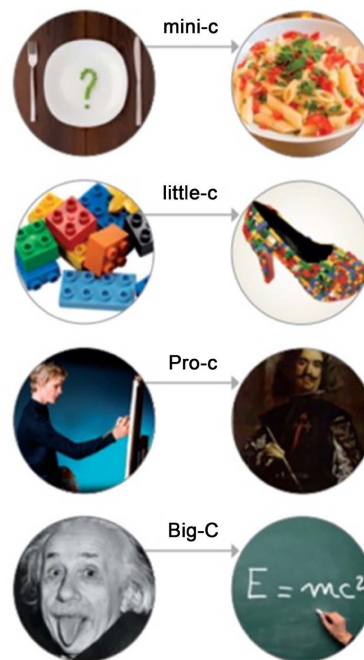 mini-c
?
little-c
Pro-c
Big-C
E = mc²